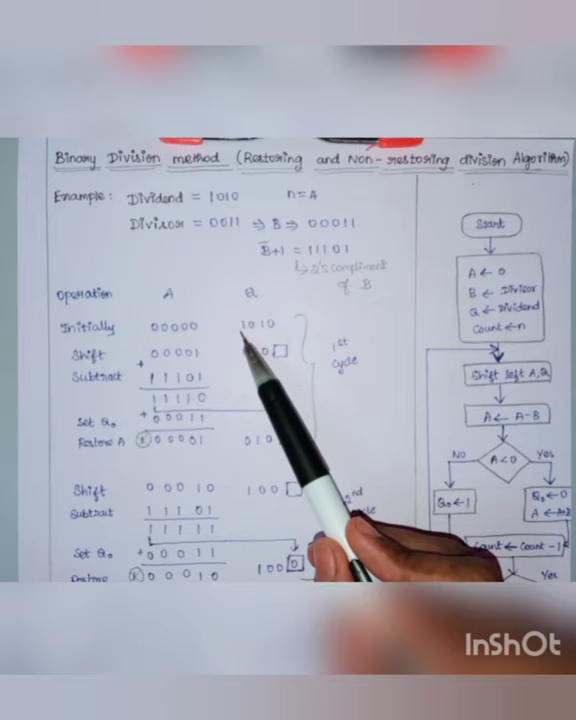 Binary Division method (Restoring and Non-restoring division Algorithm)
Example: Dividend = 1010 n=4
Divisor = 0011 ⇒ B ⇒ 00011
B̅+1 = 11101
↳ 2's compliment
of B
Operation A Q
Initially 00000 1010
Shift 00001
Subtract + 11101
11110
Set Q₀ + 00011
Restore A 00001 010
1st
cycle
Shift 00010 100
Subtract 11101
11111
Set Q₀ + 00011
Restore 00010 1000
2nd
Start
A ← 0
B ← Divisor
Q ← Dividend
Count ← n
Shift left A,Q
A ← A-B
A<0
No Yes
Q₀ ← 1
Q₀ ← 0
A ← A+B
Count ← Count -1
Yes
InShOt